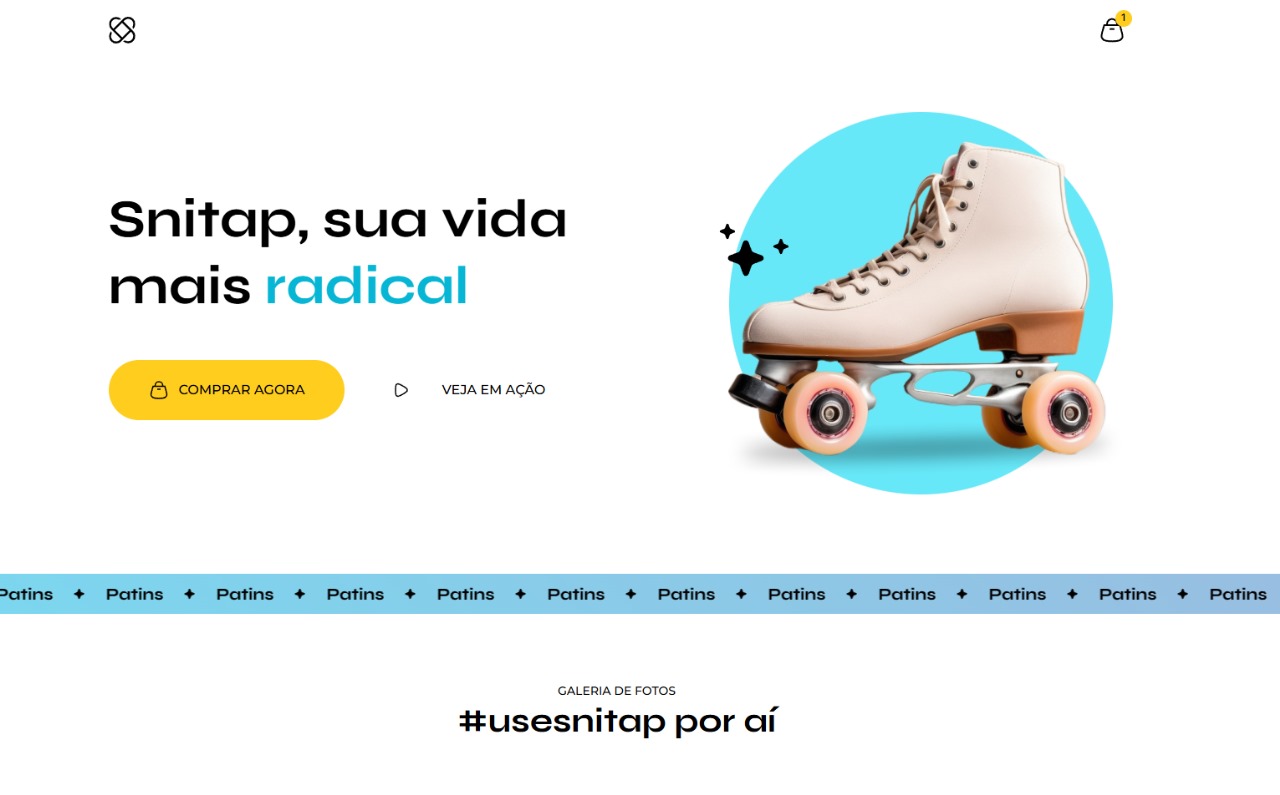 1
Snitap, sua vida
mais radical
COMPRAR AGORA
VEJA EM AÇÃO
Patins Patins Patins Patins Patins Patins Patins Patins Patins Patins Patins Patins
GALERIA DE FOTOS
#usesnitap por aí